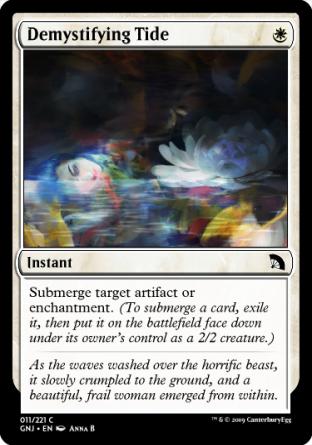 Demystifying Tide
Instant
Submerge target artifact or
enchantment. (To submerge a card, exile
it, then put it on the battlefield face down
under its owner's control as a 2/2 creature.)
As the waves washed over the horrific beast,
it slowly crumpled to the ground, and a
beautiful, frail woman emerged from within.
011/221 C
GNJ • EN Anna B
™ & © 2019 CanterburyEgg